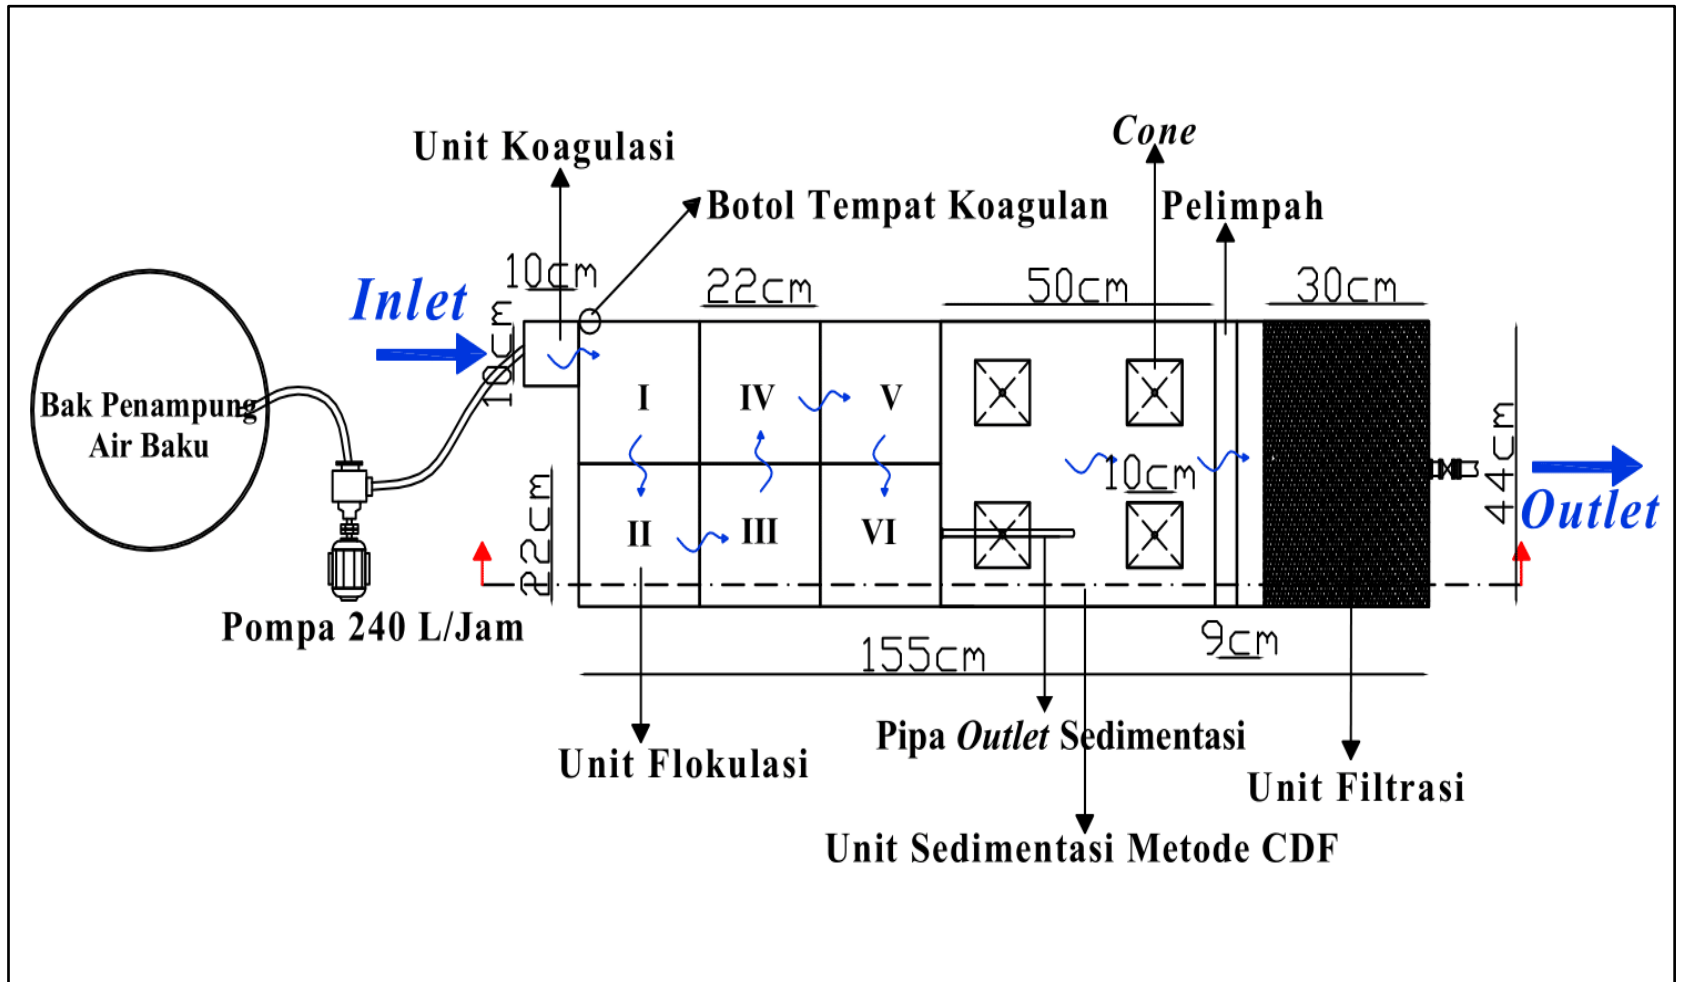 Cone
Unit Koagulasi
Botol Tempat Koagulan
Pelimpah
10cm
22cm
50cm
30cm
Inlet
10cm
Bak Penampung
Air Baku
I
IV
V
10cm
44cm
II
III
VI
22cm
Outlet
Pompa 240 L/Jam
9cm
155cm
Pipa Outlet Sedimentasi
Unit Flokulasi
Unit Filtrasi
Unit Sedimentasi Metode CDF